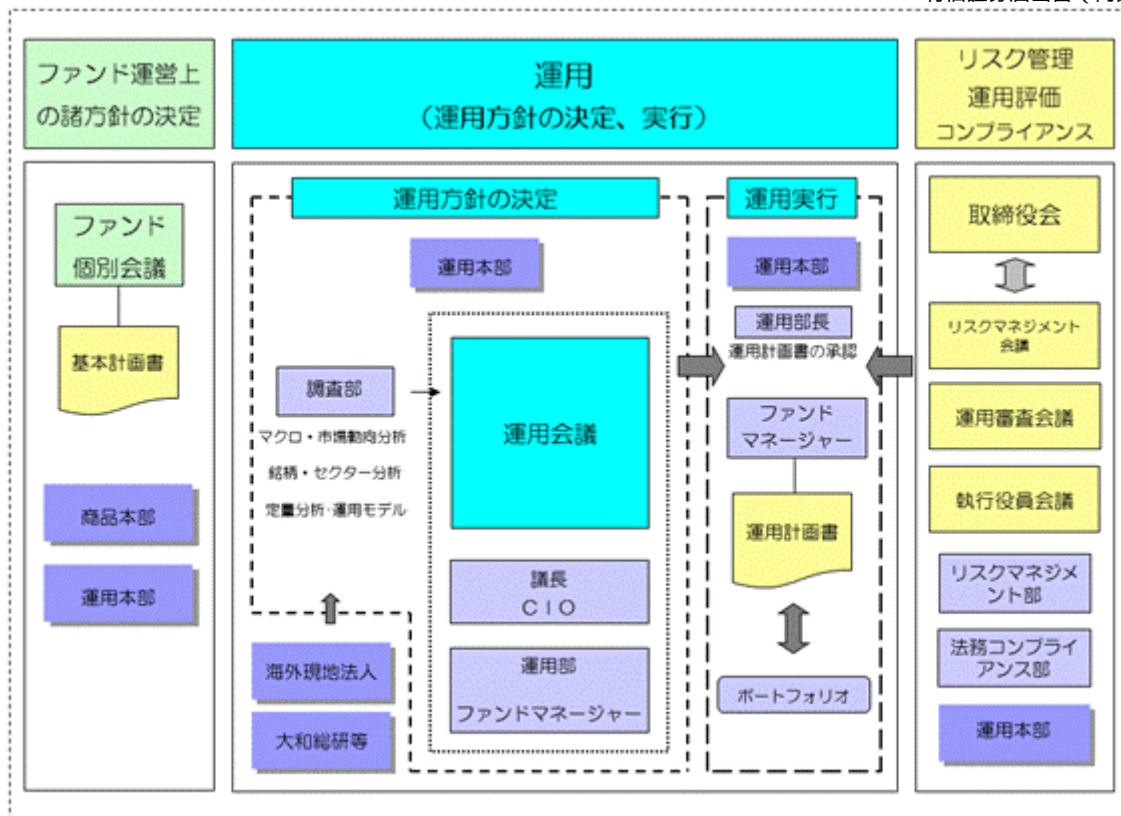 ファンド運営上
の諸方針の決定
ファンド
個別会議
基本計画書
商品本部
運用本部
運用
(運用方針の決定、実行)
運用方針の決定
運用本部
調査部
マクロ・市場動向分析
銘柄・セクター分析
定量分析・運用モデル
海外現地法人
大和総研等
運用会議
議長
CIO
運用部
ファンドマネージャー
運用実行
運用本部
運用部長
運用計画書の承認
ファンド
マネージャー
運用計画書
ポートフォリオ
リスク管理
運用評価
コンプライアンス
取締役会
リスクマネジメント
会議
運用審査会議
執行役員会議
リスクマネジメ
ント部
法務コンプライ
アンス部
運用本部